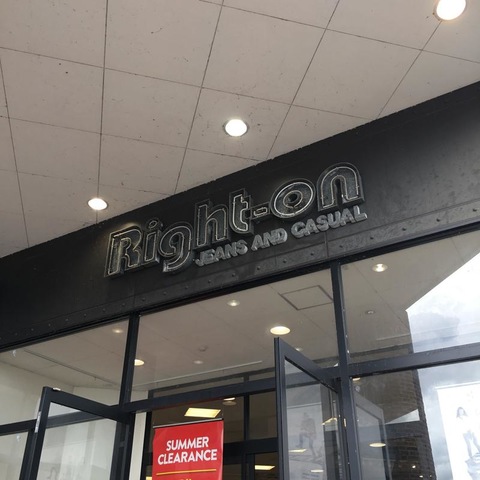 Right-on
JEANS AND CASUAL
SUMMER
CLEARANCE